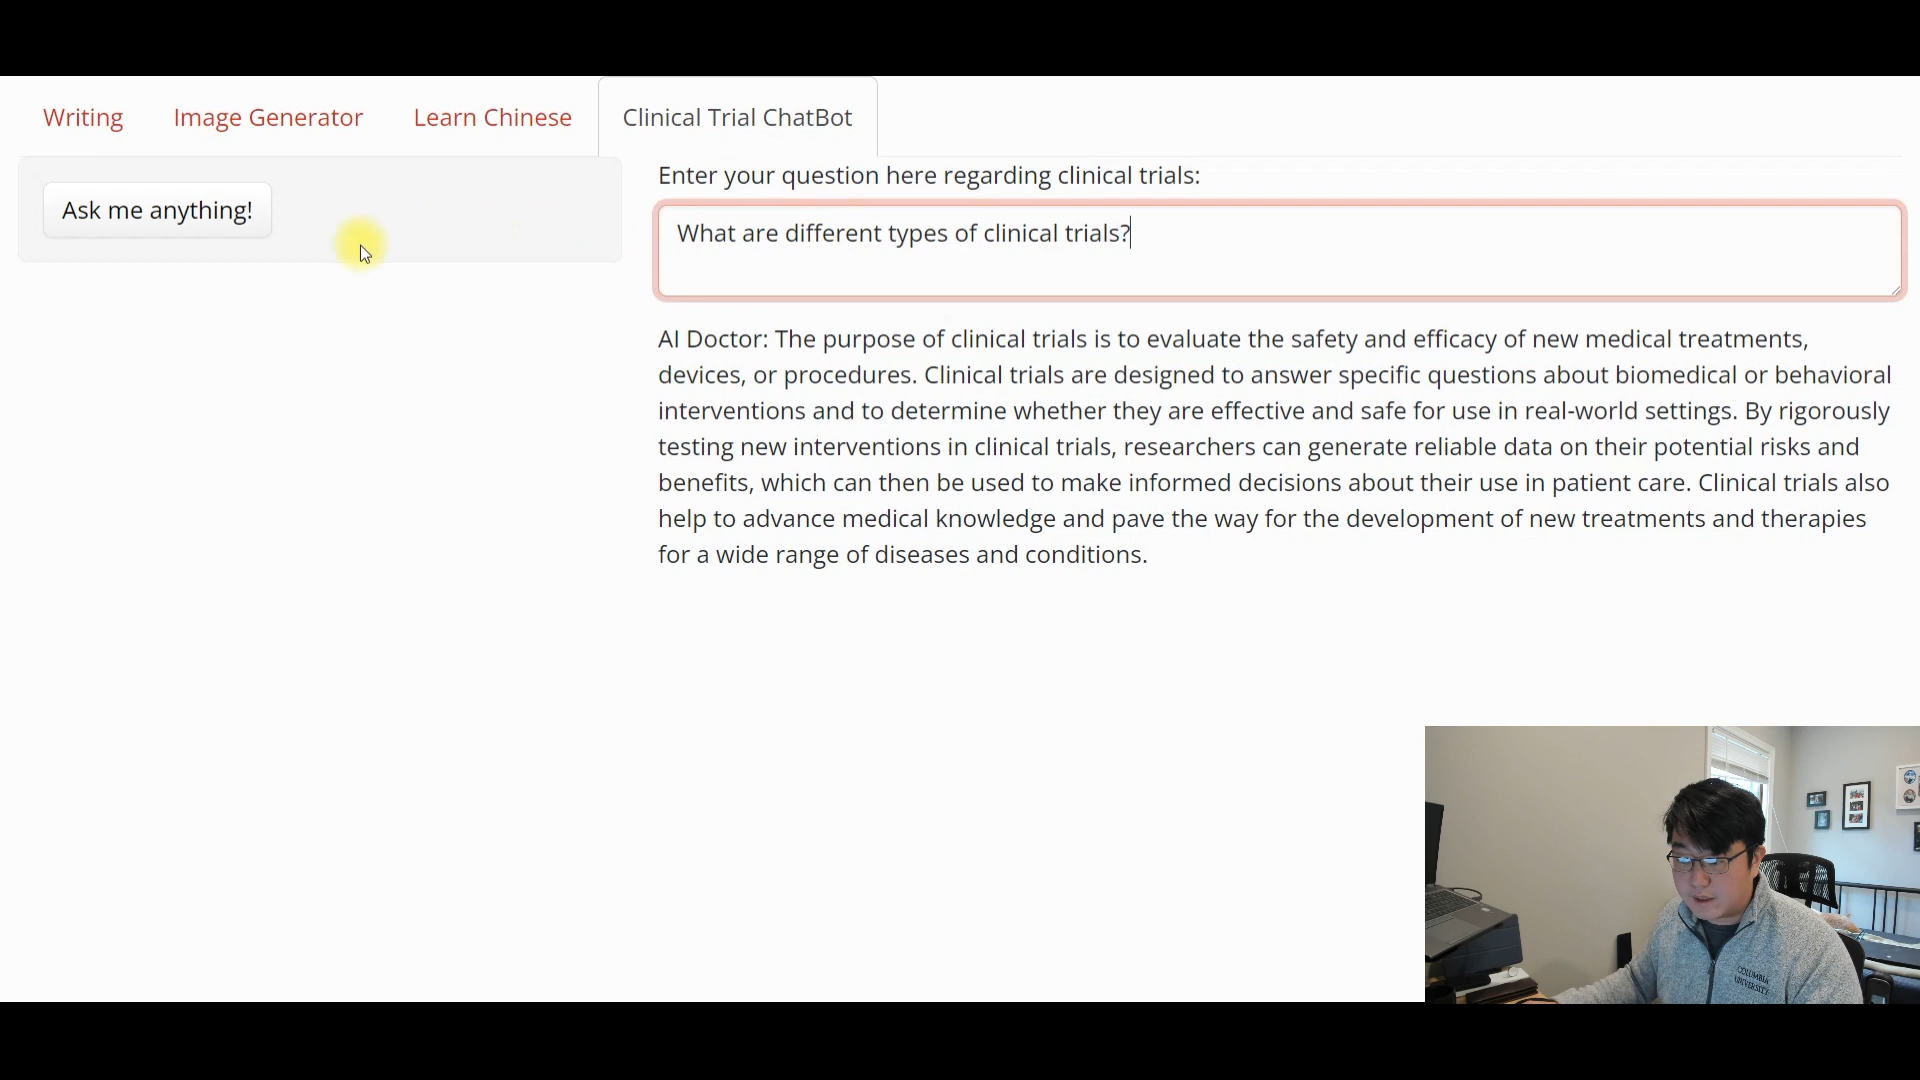 Writing Image Generator Learn Chinese Clinical Trial ChatBot
Ask me anything!
Enter your question here regarding clinical trials:
What are different types of clinical trials?
AI Doctor: The purpose of clinical trials is to evaluate the safety and efficacy of new medical treatments,
devices, or procedures. Clinical trials are designed to answer specific questions about biomedical or behavioral
interventions and to determine whether they are effective and safe for use in real-world settings. By rigorously
testing new interventions in clinical trials, researchers can generate reliable data on their potential risks and
benefits, which can then be used to make informed decisions about their use in patient care. Clinical trials also
help to advance medical knowledge and pave the way for the development of new treatments and therapies
for a wide range of diseases and conditions.
COLUMBIA
UNIVERSITY